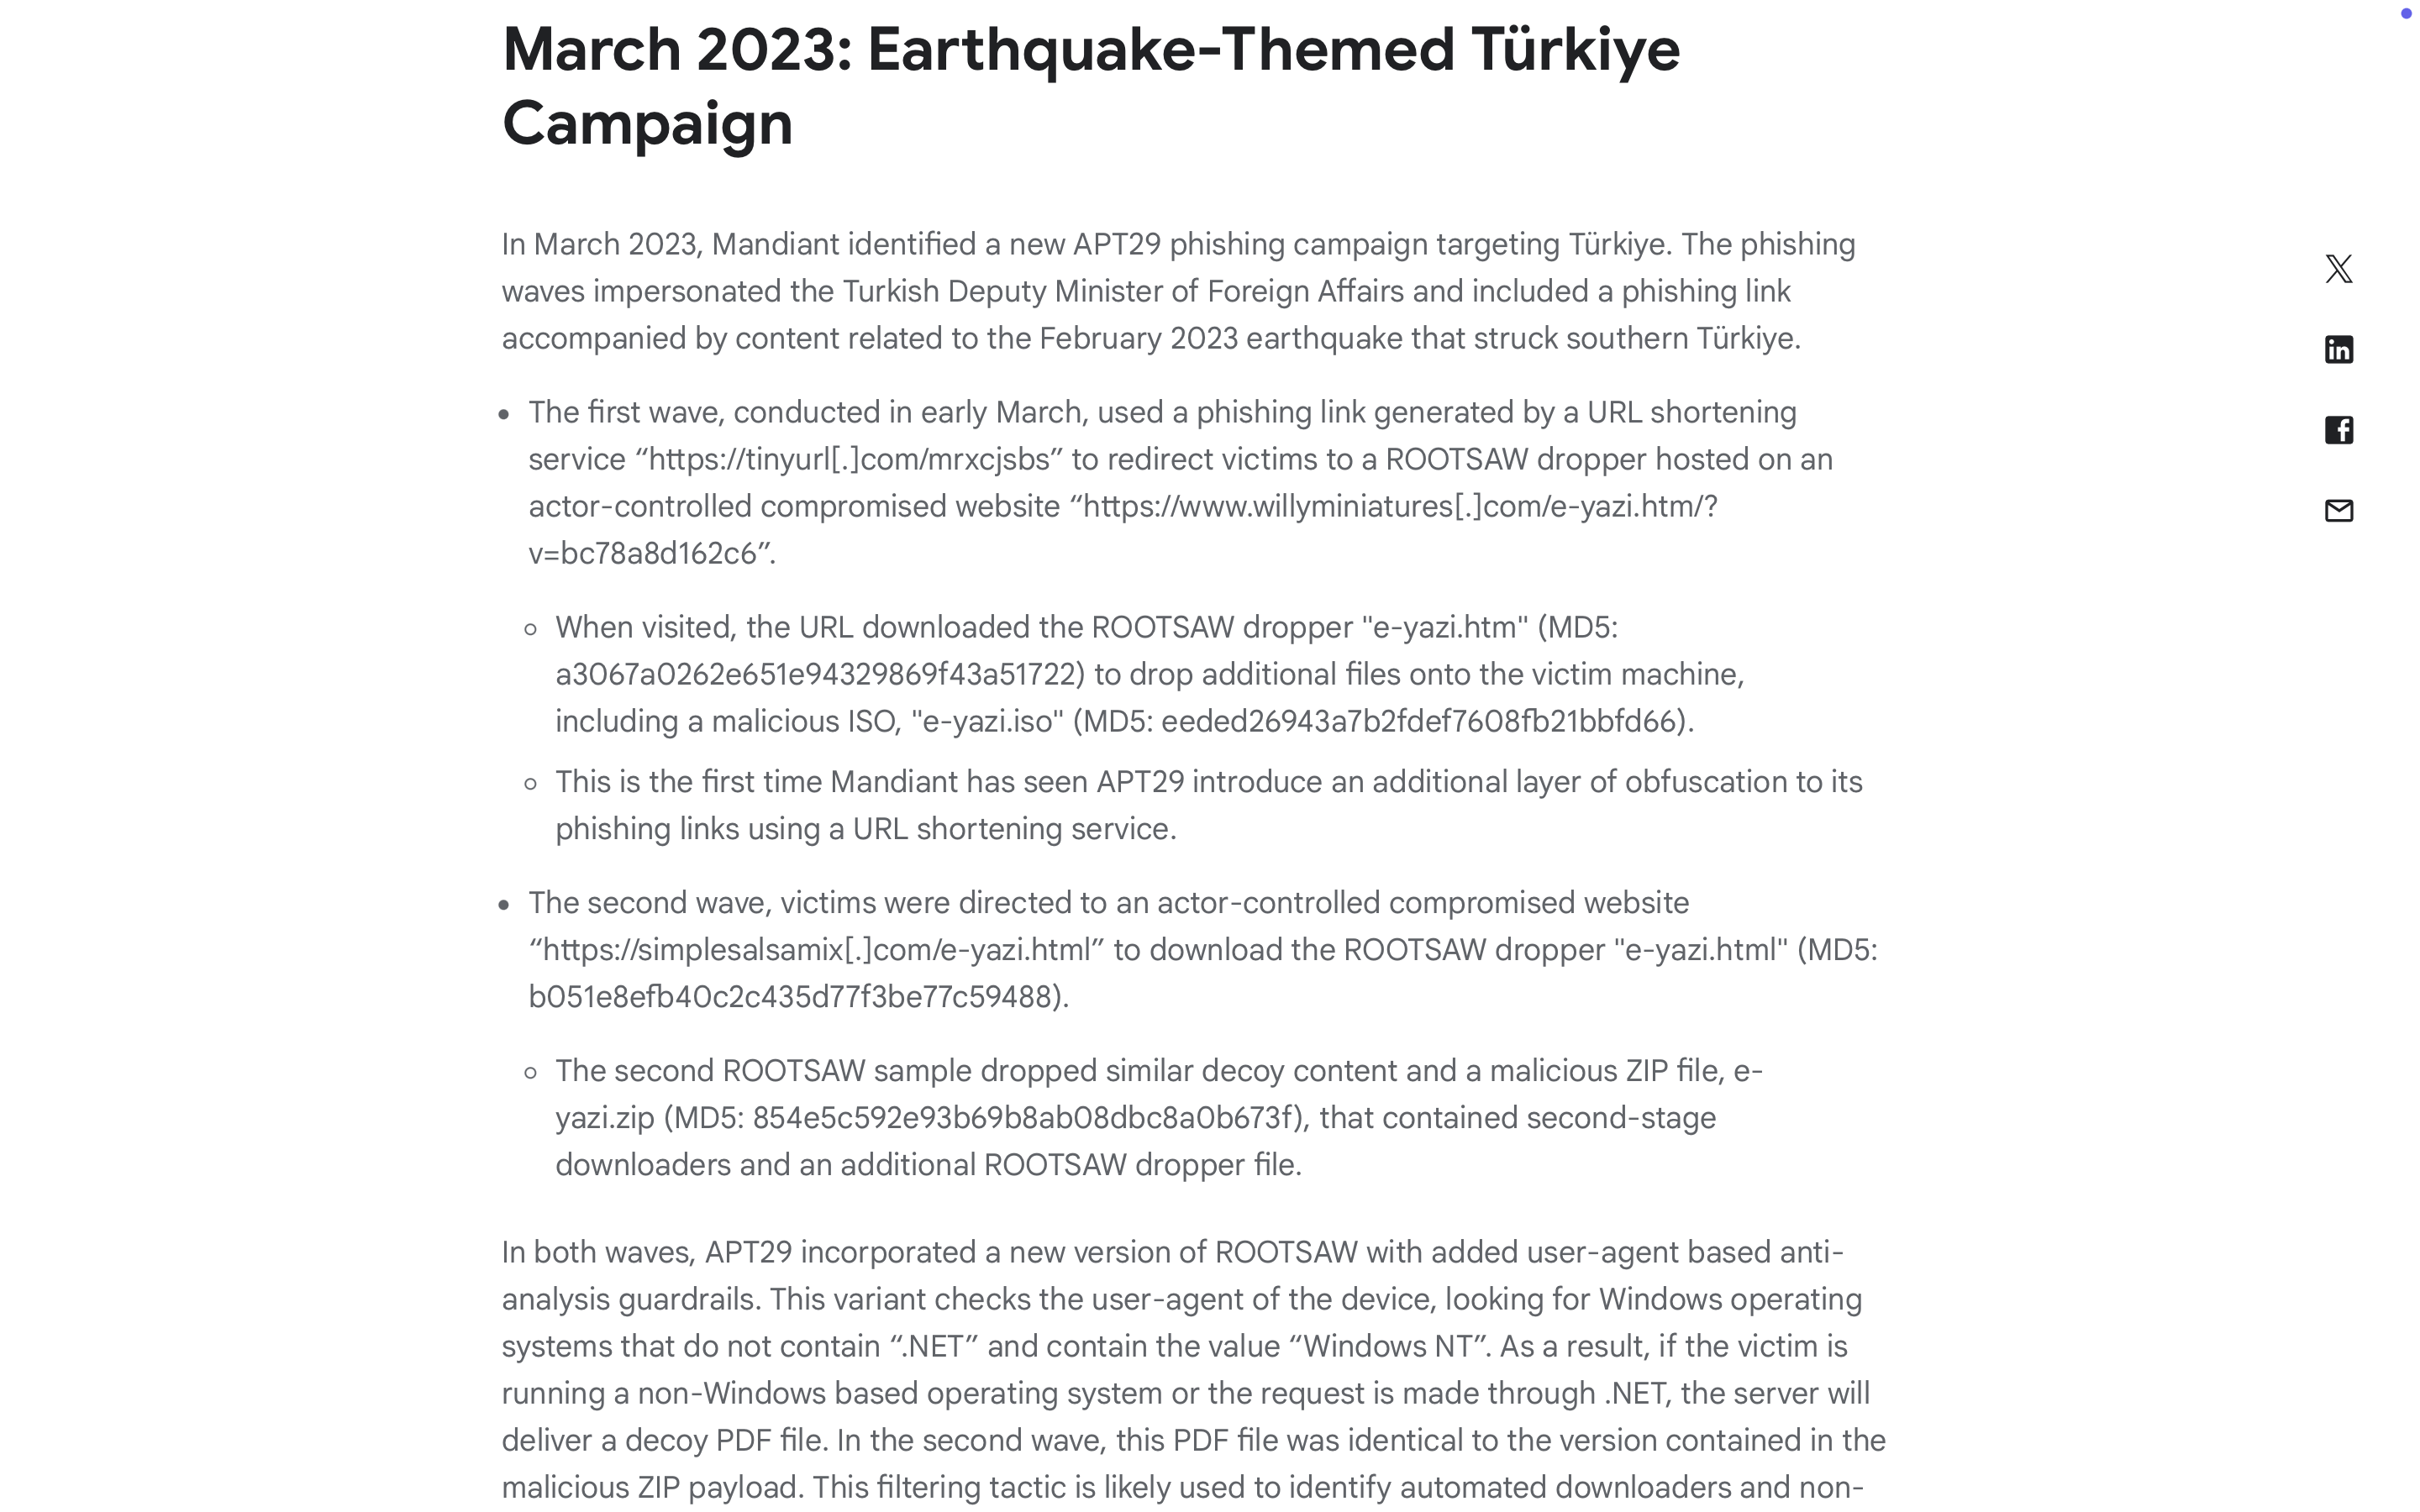 March 2023: Earthquake-Themed Türkiye
Campaign
In March 2023, Mandiant identified a new APT29 phishing campaign targeting Türkiye. The phishing
waves impersonated the Turkish Deputy Minister of Foreign Affairs and included a phishing link
accompanied by content related to the February 2023 earthquake that struck southern Türkiye.
• The first wave, conducted in early March, used a phishing link generated by a URL shortening
service “https://tinyurl[.]com/mrxcjsbs” to redirect victims to a ROOTSAW dropper hosted on an
actor-controlled compromised website “https://www.willyminiatures[.]com/e-yazi.htm/?
v=bc78a8d162c6”.
○ When visited, the URL downloaded the ROOTSAW dropper "e-yazi.htm" (MD5:
a3067a0262e651e94329869f43a51722) to drop additional files onto the victim machine,
including a malicious ISO, "e-yazi.iso" (MD5: eeded26943a7b2fdef7608fb21bbfd66).
○ This is the first time Mandiant has seen APT29 introduce an additional layer of obfuscation to its
phishing links using a URL shortening service.
• The second wave, victims were directed to an actor-controlled compromised website
“https://simplesalsamix[.]com/e-yazi.html” to download the ROOTSAW dropper "e-yazi.html" (MD5:
b051e8efb40c2c435d77f3be77c59488).
○ The second ROOTSAW sample dropped similar decoy content and a malicious ZIP file, e-
yazi.zip (MD5: 854e5c592e93b69b8ab08dbc8a0b673f), that contained second-stage
downloaders and an additional ROOTSAW dropper file.
In both waves, APT29 incorporated a new version of ROOTSAW with added user-agent based anti-
analysis guardrails. This variant checks the user-agent of the device, looking for Windows operating
systems that do not contain “.NET” and contain the value “Windows NT”. As a result, if the victim is
running a non-Windows based operating system or the request is made through .NET, the server will
deliver a decoy PDF file. In the second wave, this PDF file was identical to the version contained in the
malicious ZIP payload. This filtering tactic is likely used to identify automated downloaders and non-